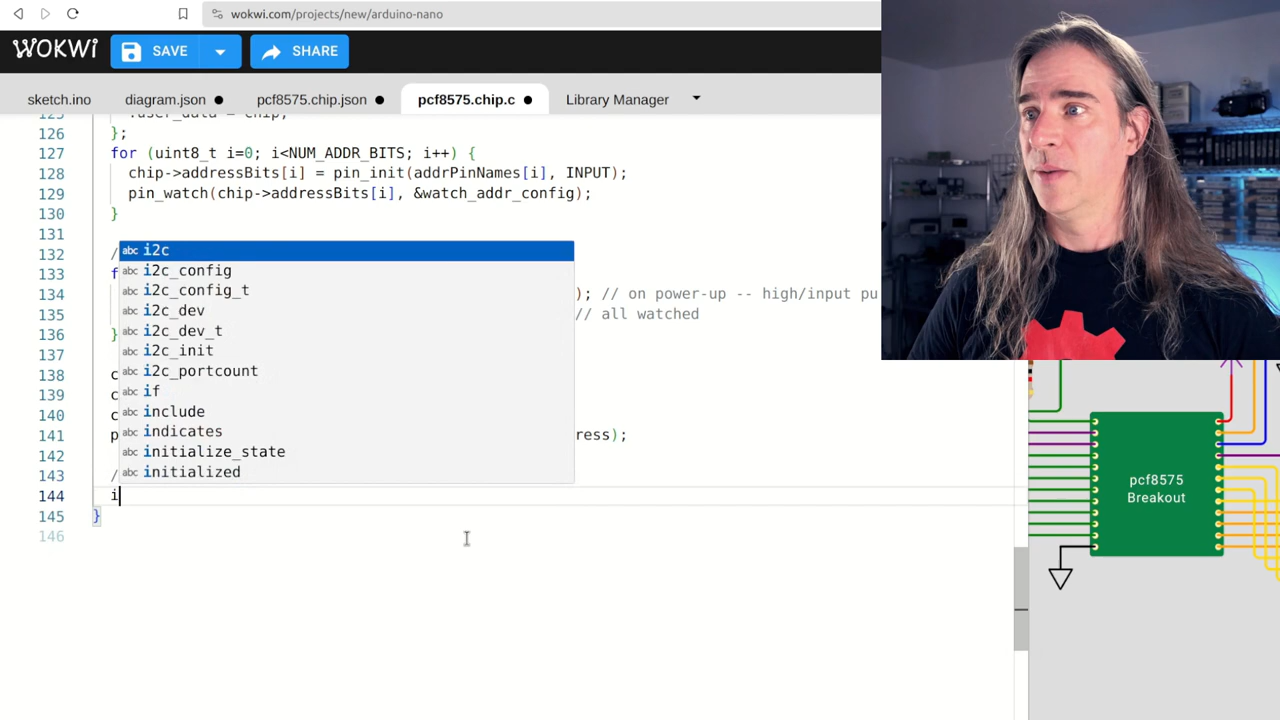 wokwi.com/projects/new/arduino-nano
WOKWI SAVE SHARE
sketch.ino diagram.json pcf8575.chip.json pcf8575.chip.c Library Manager
125 .user_data = chip,
126 };
127 for (uint8_t i=0; i<NUM_ADDR_BITS; i++) {
128 chip->addressBits[i] = pin_init(addrPinNames[i], INPUT);
129 pin_watch(chip->addressBits[i], &watch_addr_config);
130 }
131
132 /
abc i2c
133 f
abc i2c_config
134 ); // on power-up -- high/input pu
abc i2c_config_t
135 // all watched
abc i2c_dev
136 }
abc i2c_dev_t
137
abc i2c_init
138 c
abc i2c_portcount
139 c
abc if
140 c
abc include
141 p ress);
abc indicates
142
abc initialize_state
143 /
abc initialized
144 i
145 }
146
pcf8575
Breakout